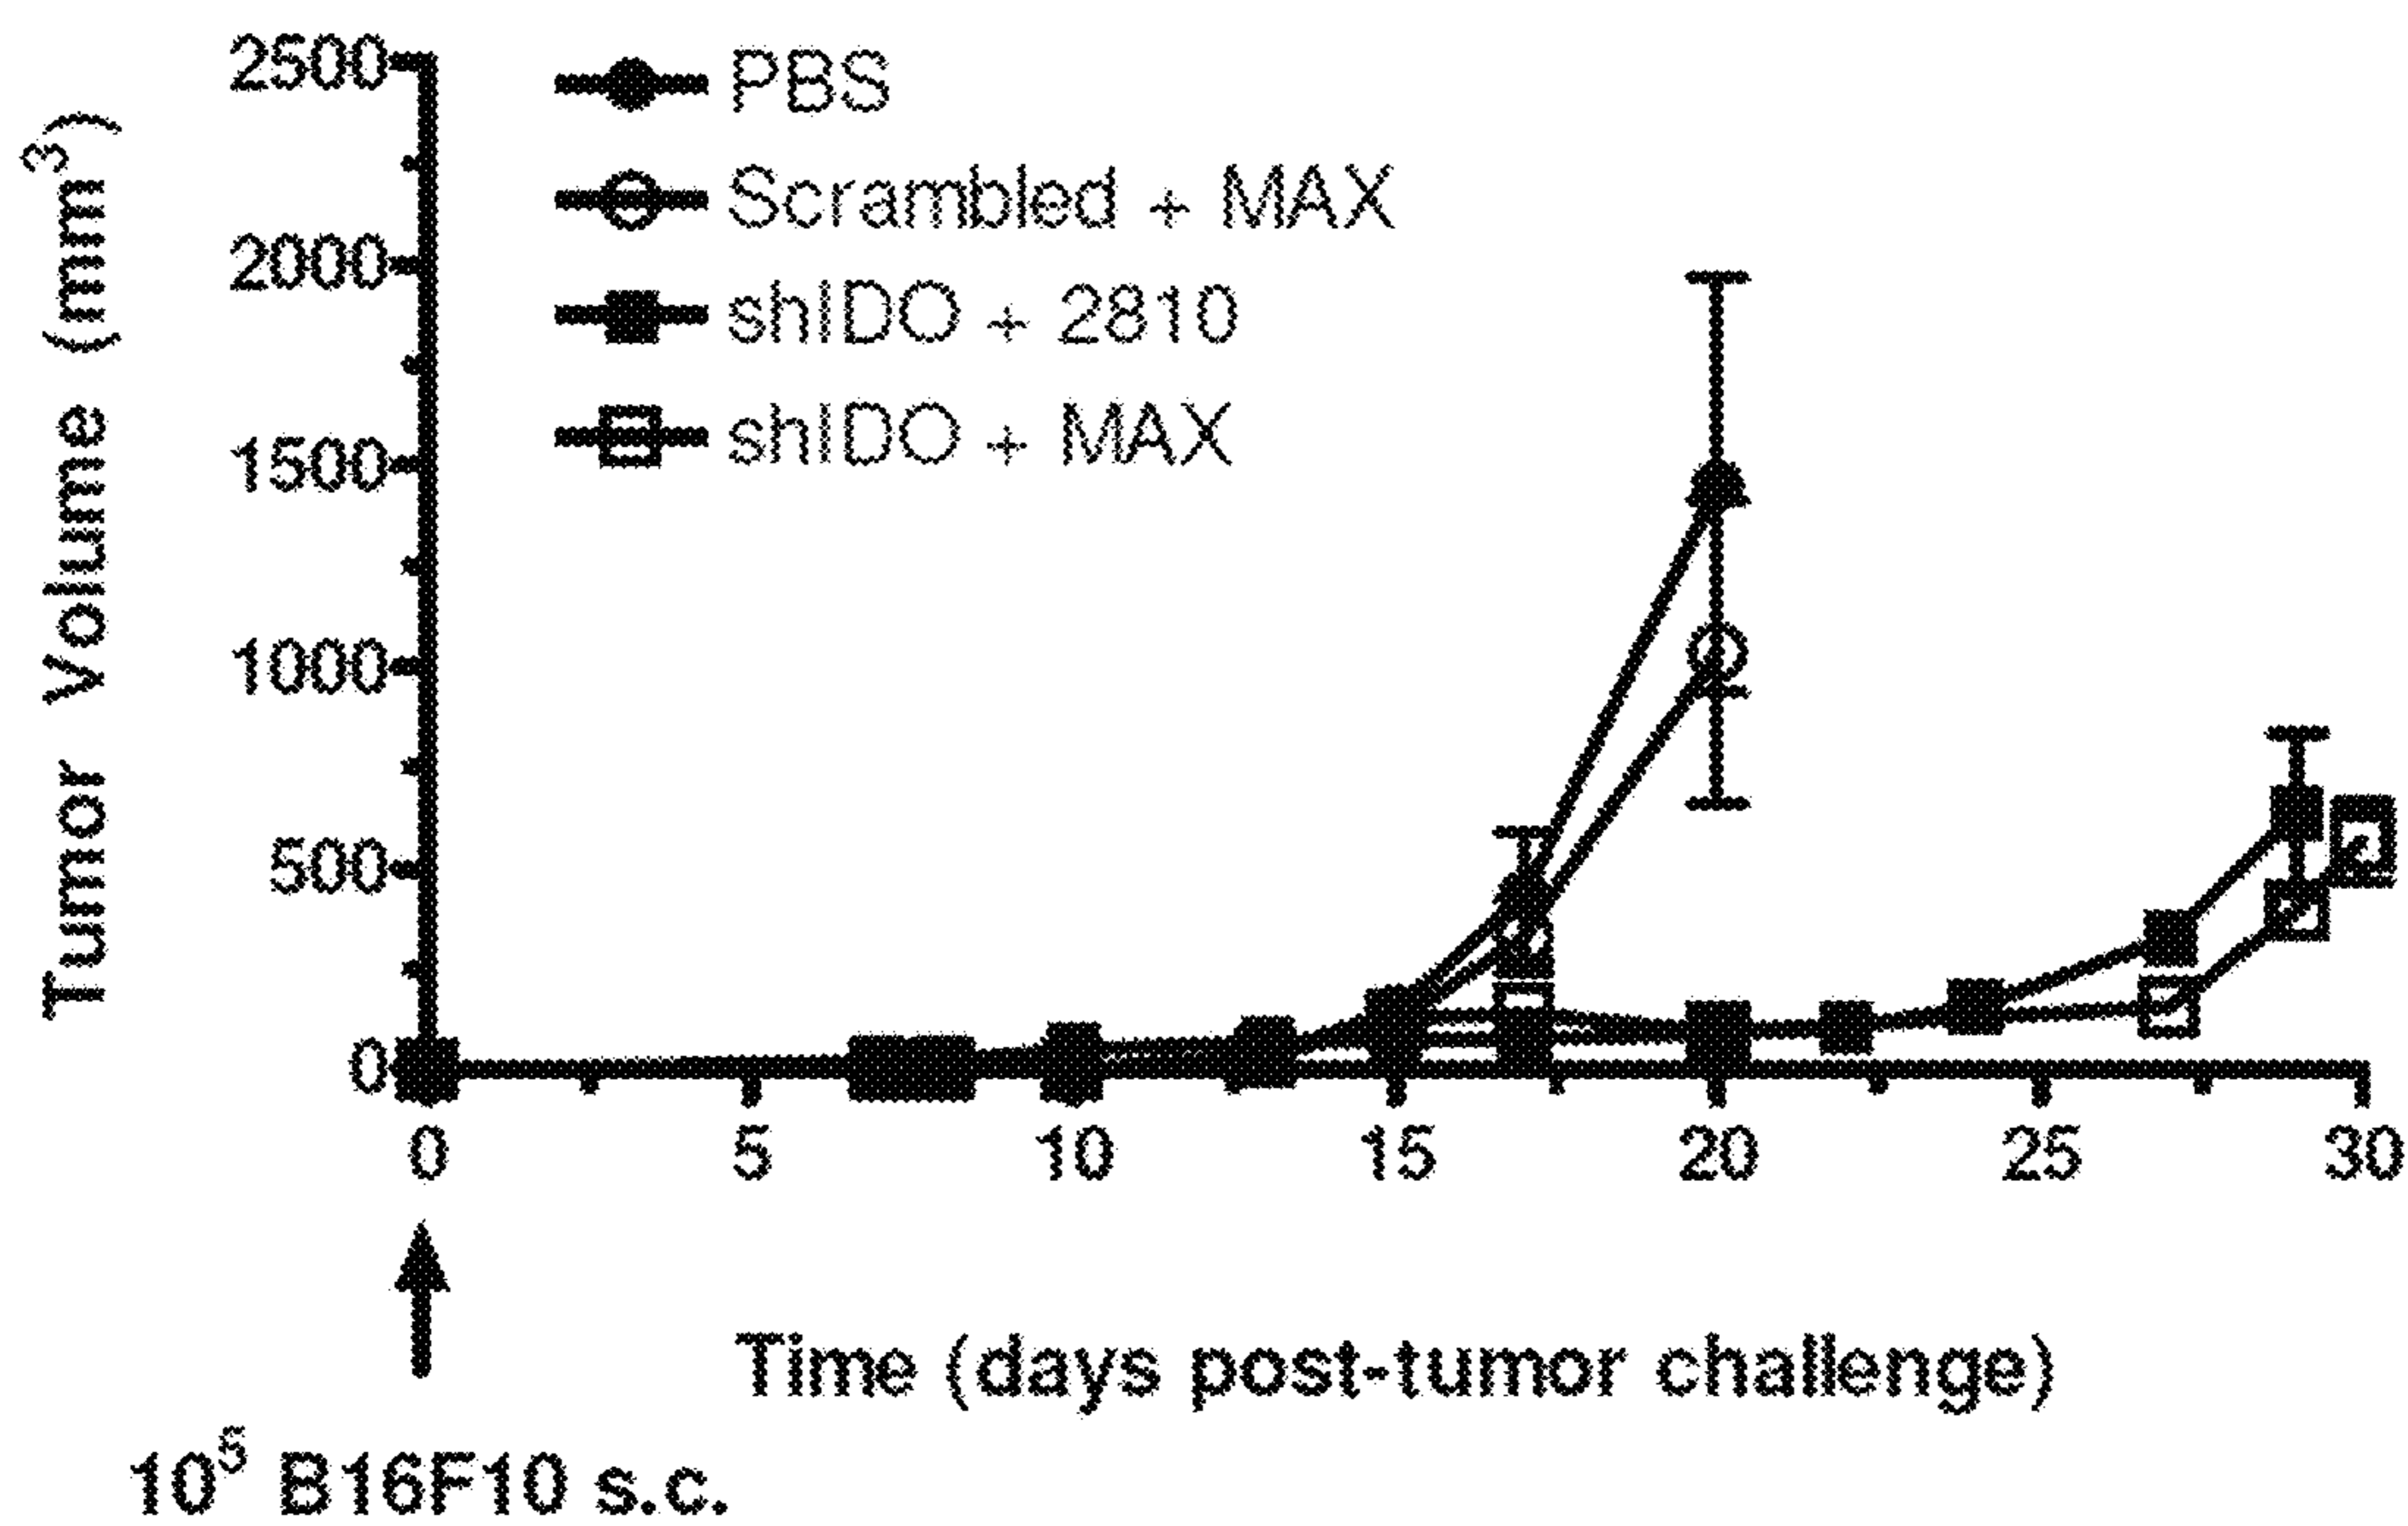 Tumor Volume (mm³)
2500
2000
1500
1000
500
0
PBS
Scrambled + MAX
shIDO + 2810
shIDO + MAX
0 5 10 15 20 25 30
Time (days post-tumor challenge)
10⁵ B16F10 s.c.